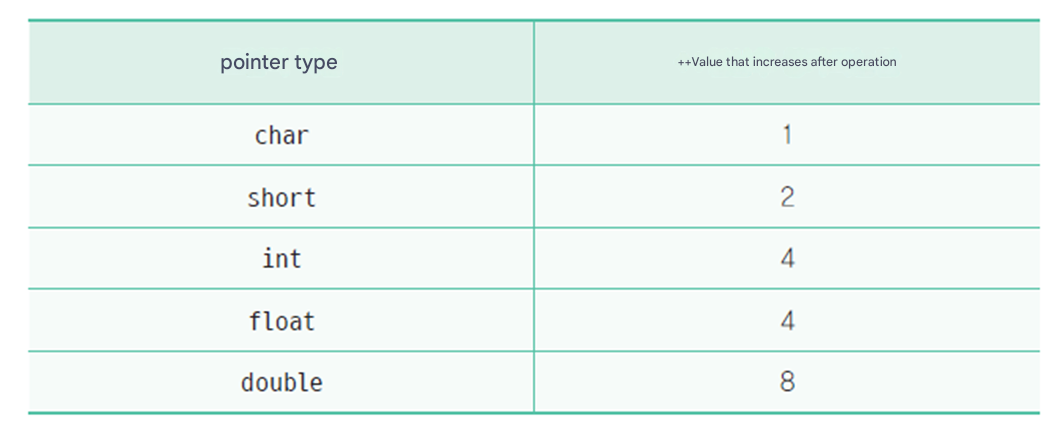 pointer type
++Value that increases after operation
char
1
short
2
int
4
float
4
double
8